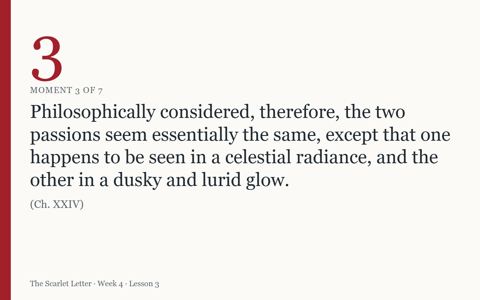 3
MOMENT 3 OF 7
Philosophically considered, therefore, the two
passions seem essentially the same, except that one
happens to be seen in a celestial radiance, and the
other in a dusky and lurid glow.
(Ch. XXIV)
The Scarlet Letter · Week 4 · Lesson 3